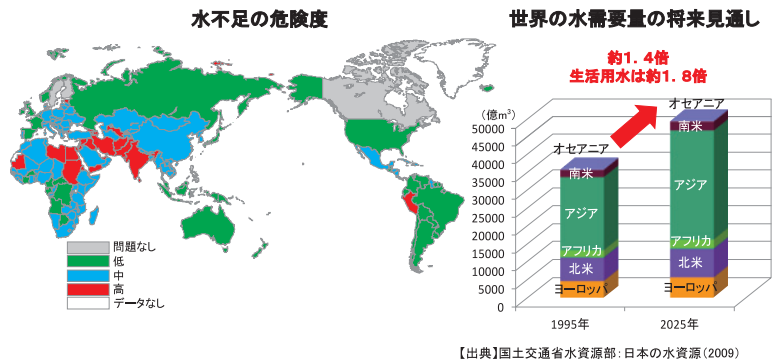 水不足の危険度
問題なし
低
中
高
データなし
世界の水需要量の将来見通し
約1.4倍
生活用水は約1.8倍
(億m³)
50000
45000
40000
35000
30000
25000
20000
15000
10000
5000
0
オセアニア
南米
アジア
アフリカ
北米
ヨーロッパ
1995年
オセアニア
南米
アジア
アフリカ
北米
ヨーロッパ
2025年
【出典】国土交通省水資源部:日本の水資源(2009)